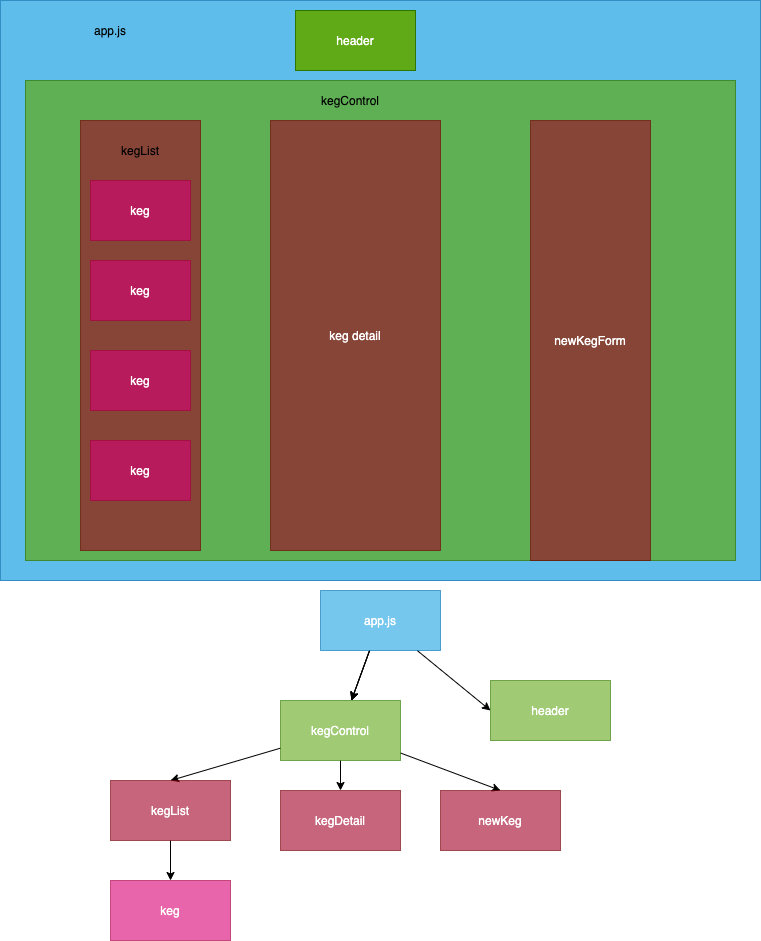 app.js
header
kegControl
kegList
keg
keg
keg
keg
keg detail
newKegForm
app.js
header
kegControl
kegList
kegDetail
newKeg
keg